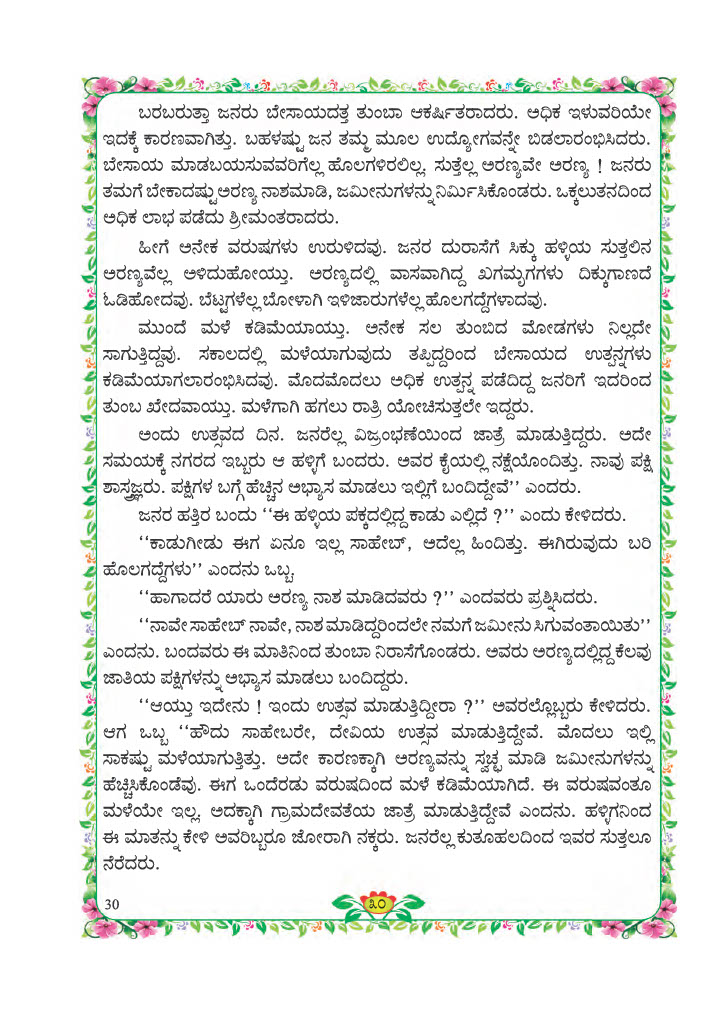 ಬರಬರುತ್ತಾ ಜನರು ಬೇಸಾಯದತ್ತ ತುಂಬಾ ಆಕರ್ಷಿತರಾದರು. ಅಧಿಕ ಇಳುವರಿಯೇ
ಇದಕ್ಕೆ ಕಾರಣವಾಗಿತ್ತು. ಬಹಳಷ್ಟು ಜನ ತಮ್ಮ ಮೂಲ ಉದ್ಯೋಗವನ್ನೇ ಬಿಡಲಾರಂಭಿಸಿದರು.
ಬೇಸಾಯ ಮಾಡಬಯಸುವವರಿಗೆಲ್ಲ ಹೊಲಗಳಿರಲಿಲ್ಲ. ಸುತ್ತೆಲ್ಲ ಅರಣ್ಯವೇ ಅರಣ್ಯ ! ಜನರು
ತಮಗೆ ಬೇಕಾದಷ್ಟು ಅರಣ್ಯ ನಾಶಮಾಡಿ, ಜಮೀನುಗಳನ್ನು ನಿರ್ಮಿಸಿಕೊಂಡರು. ಒಕ್ಕಲುತನದಿಂದ
ಅಧಿಕ ಲಾಭ ಪಡೆದು ಶ್ರೀಮಂತರಾದರು.
ಹೀಗೆ ಅನೇಕ ವರುಷಗಳು ಉರುಳಿದವು. ಜನರ ದುರಾಸೆಗೆ ಸಿಕ್ಕು ಹಳ್ಳಿಯ ಸುತ್ತಲಿನ
ಅರಣ್ಯವೆಲ್ಲ ಅಳಿದುಹೋಯ್ತು. ಅರಣ್ಯದಲ್ಲಿ ವಾಸವಾಗಿದ್ದ ಖಗಮೃಗಗಳು ದಿಕ್ಕುಗಾಣದೆ
ಓಡಿಹೋದವು. ಬೆಟ್ಟಗಳೆಲ್ಲ ಬೋಳಾಗಿ ಇಳಿಜಾರುಗಳೆಲ್ಲ ಹೊಲಗದ್ದೆಗಳಾದವು.
ಮುಂದೆ ಮಳೆ ಕಡಿಮೆಯಾಯ್ತು. ಅನೇಕ ಸಲ ತುಂಬಿದ ಮೋಡಗಳು ನಿಲ್ಲದೇ
ಸಾಗುತ್ತಿದ್ದವು. ಸಕಾಲದಲ್ಲಿ ಮಳೆಯಾಗುವುದು ತಪ್ಪಿದ್ದರಿಂದ ಬೇಸಾಯದ ಉತ್ಪನ್ನಗಳು
ಕಡಿಮೆಯಾಗಲಾರಂಭಿಸಿದವು. ಮೊದಮೊದಲು ಅಧಿಕ ಉತ್ಪನ್ನ ಪಡೆದಿದ್ದ ಜನರಿಗೆ ಇದರಿಂದ
ತುಂಬ ಖೇದವಾಯ್ತು. ಮಳೆಗಾಗಿ ಹಗಲು ರಾತ್ರಿ ಯೋಚಿಸುತ್ತಲೇ ಇದ್ದರು.
ಅಂದು ಉತ್ಸವದ ದಿನ. ಜನರೆಲ್ಲ ವಿಜ್ರಂಭಣೆಯಿಂದ ಜಾತ್ರೆ ಮಾಡುತ್ತಿದ್ದರು. ಅದೇ
ಸಮಯಕ್ಕೆ ನಗರದ ಇಬ್ಬರು ಆ ಹಳ್ಳಿಗೆ ಬಂದರು. ಅವರ ಕೈಯಲ್ಲಿ ನಕ್ಷೆಯೊಂದಿತ್ತು. ನಾವು ಪಕ್ಷಿ
ಶಾಸ್ತ್ರಜ್ಞರು. ಪಕ್ಷಿಗಳ ಬಗ್ಗೆ ಹೆಚ್ಚಿನ ಅಭ್ಯಾಸ ಮಾಡಲು ಇಲ್ಲಿಗೆ ಬಂದಿದ್ದೇವೆ’’ ಎಂದರು.
ಜನರ ಹತ್ತಿರ ಬಂದು ‘‘ಈ ಹಳ್ಳಿಯ ಪಕ್ಕದಲ್ಲಿದ್ದ ಕಾಡು ಎಲ್ಲಿದೆ ?’’ ಎಂದು ಕೇಳಿದರು.
‘‘ಕಾಡುಗೀಡು ಈಗ ಏನೂ ಇಲ್ಲ ಸಾಹೇಬ್, ಅದೆಲ್ಲ ಹಿಂದಿತ್ತು. ಈಗಿರುವುದು ಬರಿ
ಹೊಲಗದ್ದೆಗಳು’’ ಎಂದನು ಒಬ್ಬ.
‘‘ಹಾಗಾದರೆ ಯಾರು ಅರಣ್ಯ ನಾಶ ಮಾಡಿದವರು ?’’ ಎಂದವರು ಪ್ರಶ್ನಿಸಿದರು.
‘‘ನಾವೇ ಸಾಹೇಬ್ ನಾವೇ, ನಾಶ ಮಾಡಿದ್ದರಿಂದಲೇ ನಮಗೆ ಜಮೀನು ಸಿಗುವಂತಾಯಿತು’’
ಎಂದನು. ಬಂದವರು ಈ ಮಾತಿನಿಂದ ತುಂಬಾ ನಿರಾಸೆಗೊಂಡರು. ಅವರು ಅರಣ್ಯದಲ್ಲಿದ್ದ ಕೆಲವು
ಜಾತಿಯ ಪಕ್ಷಿಗಳನ್ನು ಅಭ್ಯಾಸ ಮಾಡಲು ಬಂದಿದ್ದರು.
‘‘ಆಯ್ತು ಇದೇನು ! ಇಂದು ಉತ್ಸವ ಮಾಡುತ್ತಿದ್ದೀರಾ ?’’ ಅವರಲ್ಲೊಬ್ಬರು ಕೇಳಿದರು.
ಆಗ ಒಬ್ಬ ‘‘ಹೌದು ಸಾಹೇಬರೇ, ದೇವಿಯ ಉತ್ಸವ ಮಾಡುತ್ತಿದ್ದೇವೆ. ಮೊದಲು ಇಲ್ಲಿ
ಸಾಕಷ್ಟು ಮಳೆಯಾಗುತ್ತಿತ್ತು. ಅದೇ ಕಾರಣಕ್ಕಾಗಿ ಅರಣ್ಯವನ್ನು ಸ್ವಚ್ಛ ಮಾಡಿ ಜಮೀನುಗಳನ್ನು
ಹೆಚ್ಚಿಸಿಕೊಂಡೆವು. ಈಗ ಒಂದೆರಡು ವರುಷದಿಂದ ಮಳೆ ಕಡಿಮೆಯಾಗಿದೆ. ಈ ವರುಷವಂತೂ
ಮಳೆಯೇ ಇಲ್ಲ. ಅದಕ್ಕಾಗಿ ಗ್ರಾಮದೇವತೆಯ ಜಾತ್ರೆ ಮಾಡುತ್ತಿದ್ದೇವೆ ಎಂದನು. ಹಳ್ಳಿಗನಿಂದ
ಈ ಮಾತನ್ನು ಕೇಳಿ ಅವರಿಬ್ಬರೂ ಜೋರಾಗಿ ನಕ್ಕರು. ಜನರೆಲ್ಲ ಕುತೂಹಲದಿಂದ ಇವರ ಸುತ್ತಲೂ
ನೆರೆದರು.
30
೩೦